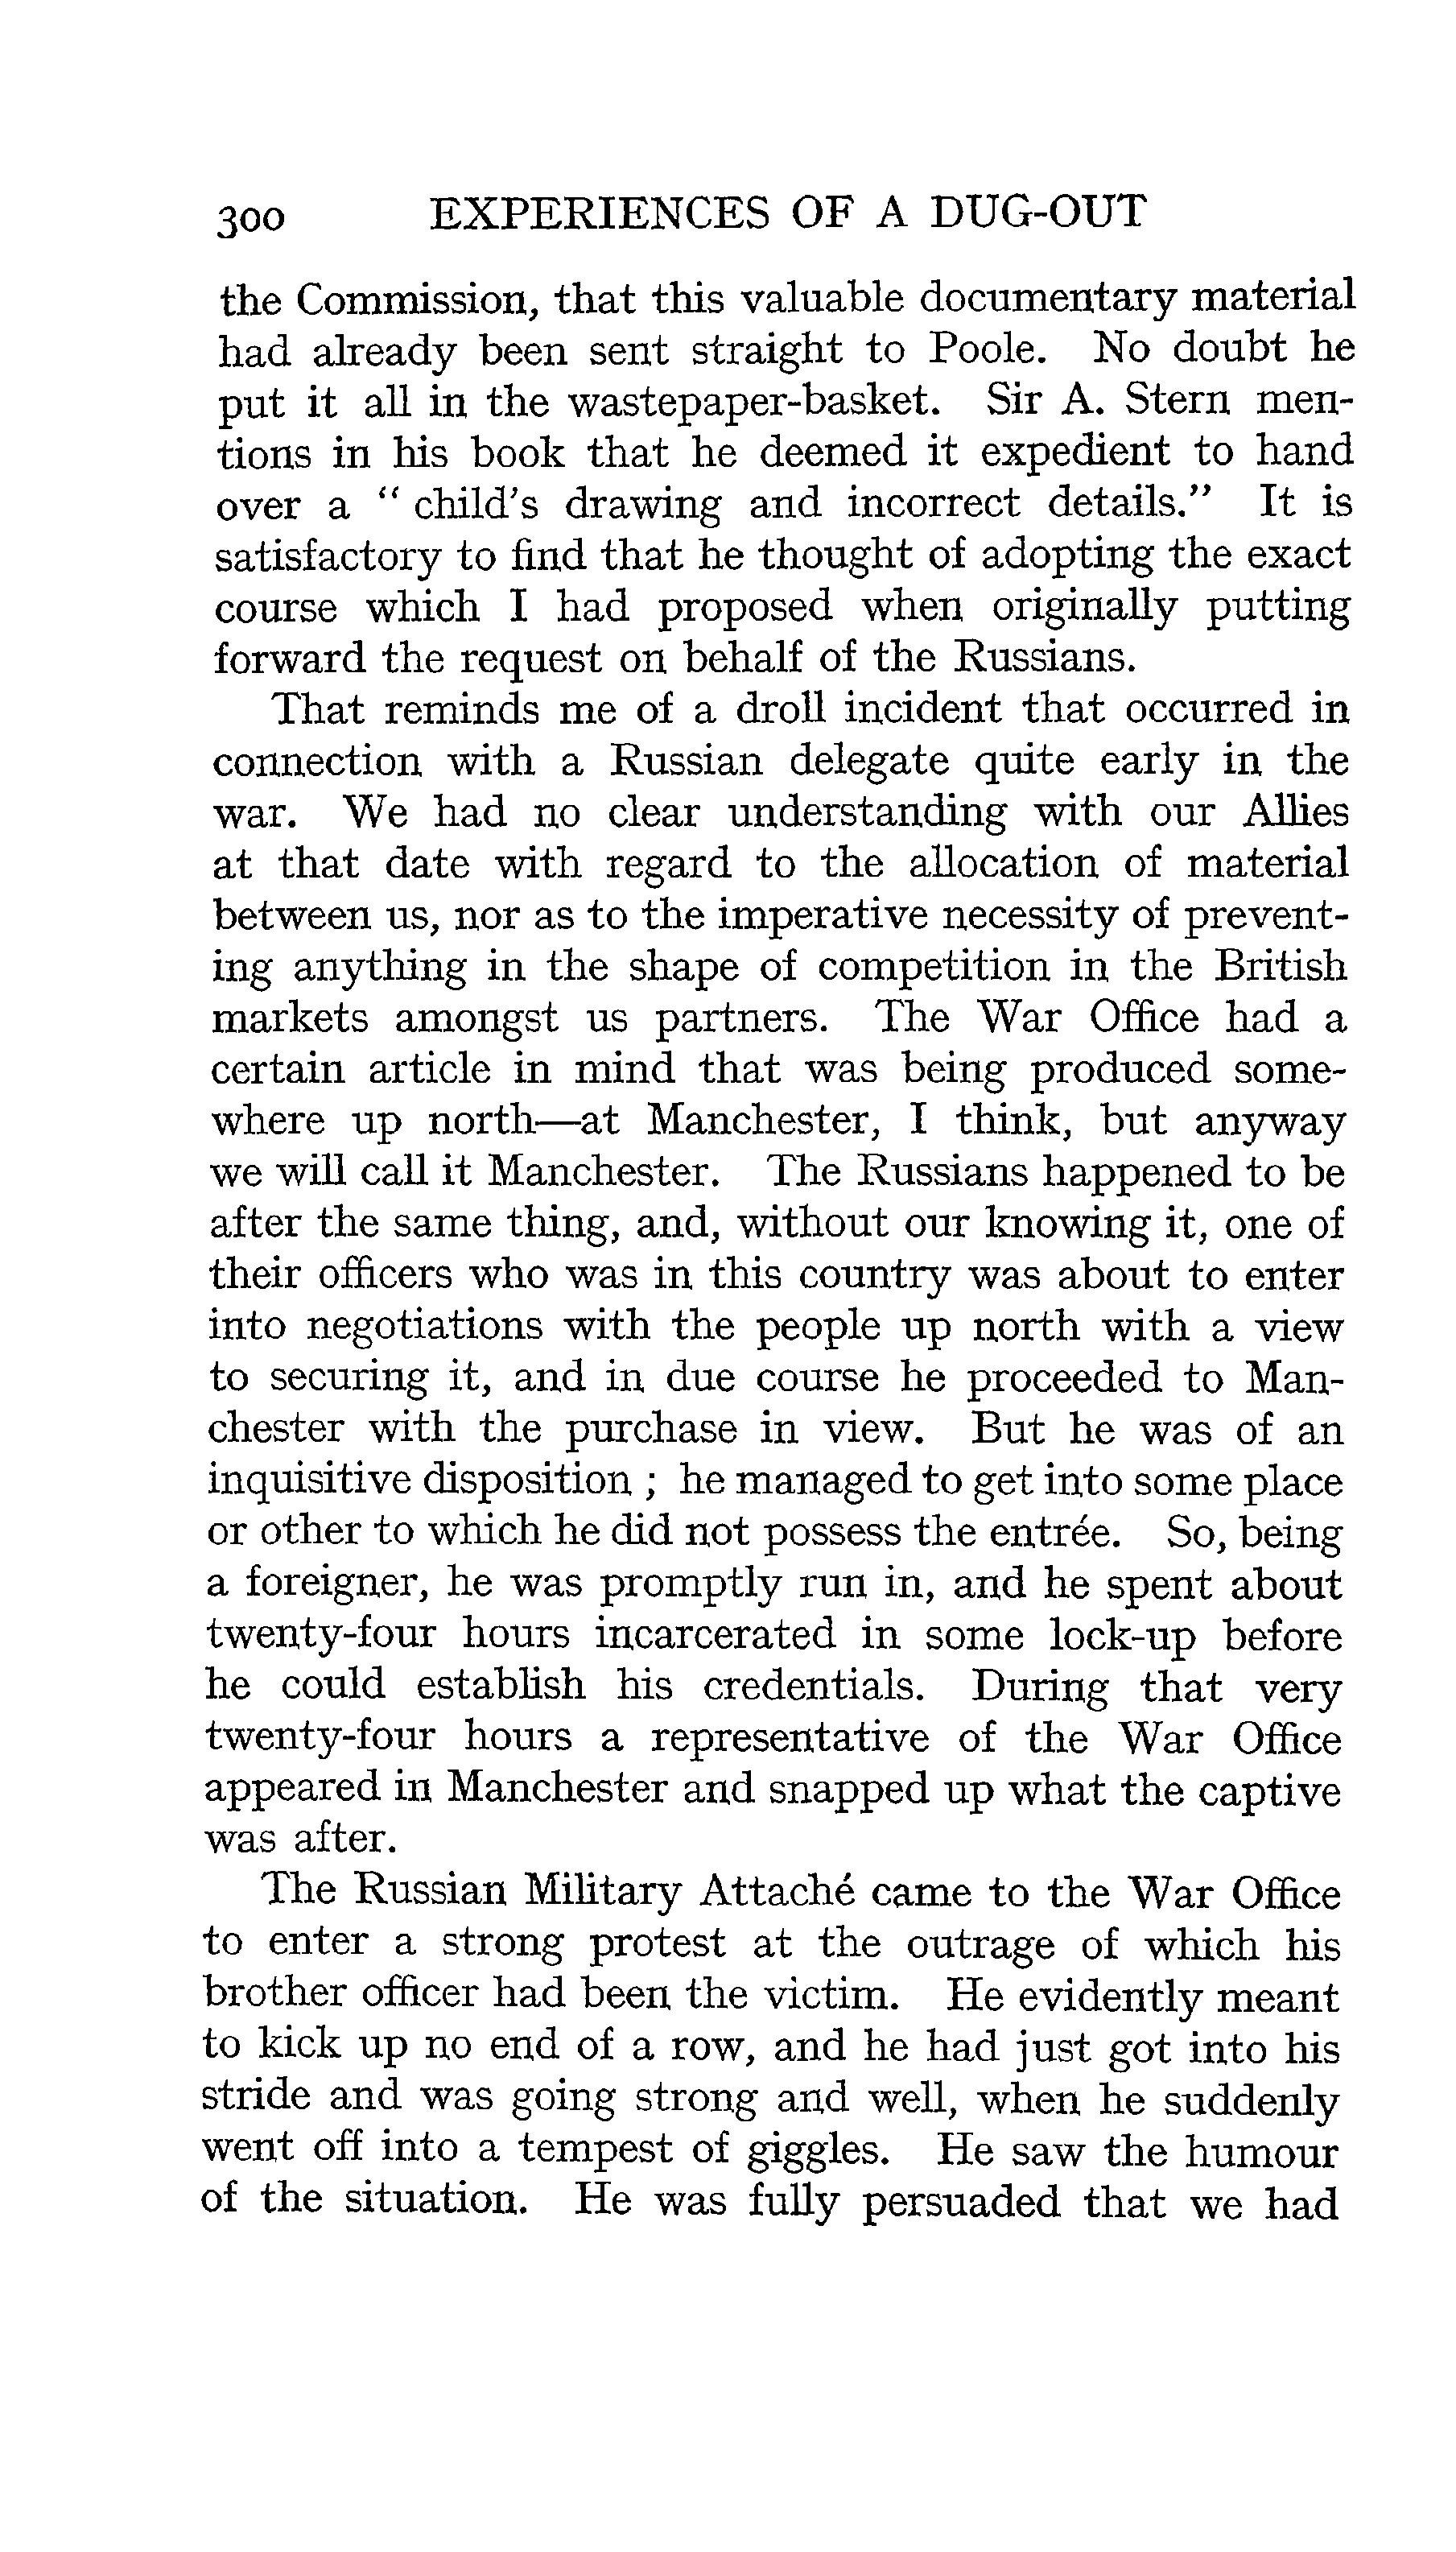 300 EXPERIENCES OF A DUG-OUT
the Commission, that this valuable documentary material
had already been sent straight to Poole. No doubt he
put it all in the wastepaper-basket. Sir A. Stern men-
tions in his book that he deemed it expedient to hand
over a “ child’s drawing and incorrect details.” It is
satisfactory to find that he thought of adopting the exact
course which I had proposed when originally putting
forward the request on behalf of the Russians.
That reminds me of a droll incident that occurred in
connection with a Russian delegate quite early in the
war. We had no clear understanding with our Allies
at that date with regard to the allocation of material
between us, nor as to the imperative necessity of prevent-
ing anything in the shape of competition in the British
markets amongst us partners. The War Office had a
certain article in mind that was being produced some-
where up north—at Manchester, I think, but anyway
we will call it Manchester. The Russians happened to be
after the same thing, and, without our knowing it, one of
their officers who was in this country was about to enter
into negotiations with the people up north with a view
to securing it, and in due course he proceeded to Man-
chester with the purchase in view. But he was of an
inquisitive disposition ; he managed to get into some place
or other to which he did not possess the entrée. So, being
a foreigner, he was promptly run in, and he spent about
twenty-four hours incarcerated in some lock-up before
he could establish his credentials. During that very
twenty-four hours a representative of the War Office
appeared in Manchester and snapped up what the captive
was after.
The Russian Military Attaché came to the War Office
to enter a strong protest at the outrage of which his
brother officer had been the victim. He evidently meant
to kick up no end of a row, and he had just got into his
stride and was going strong and well, when he suddenly
went off into a tempest of giggles. He saw the humour
of the situation. He was fully persuaded that we had